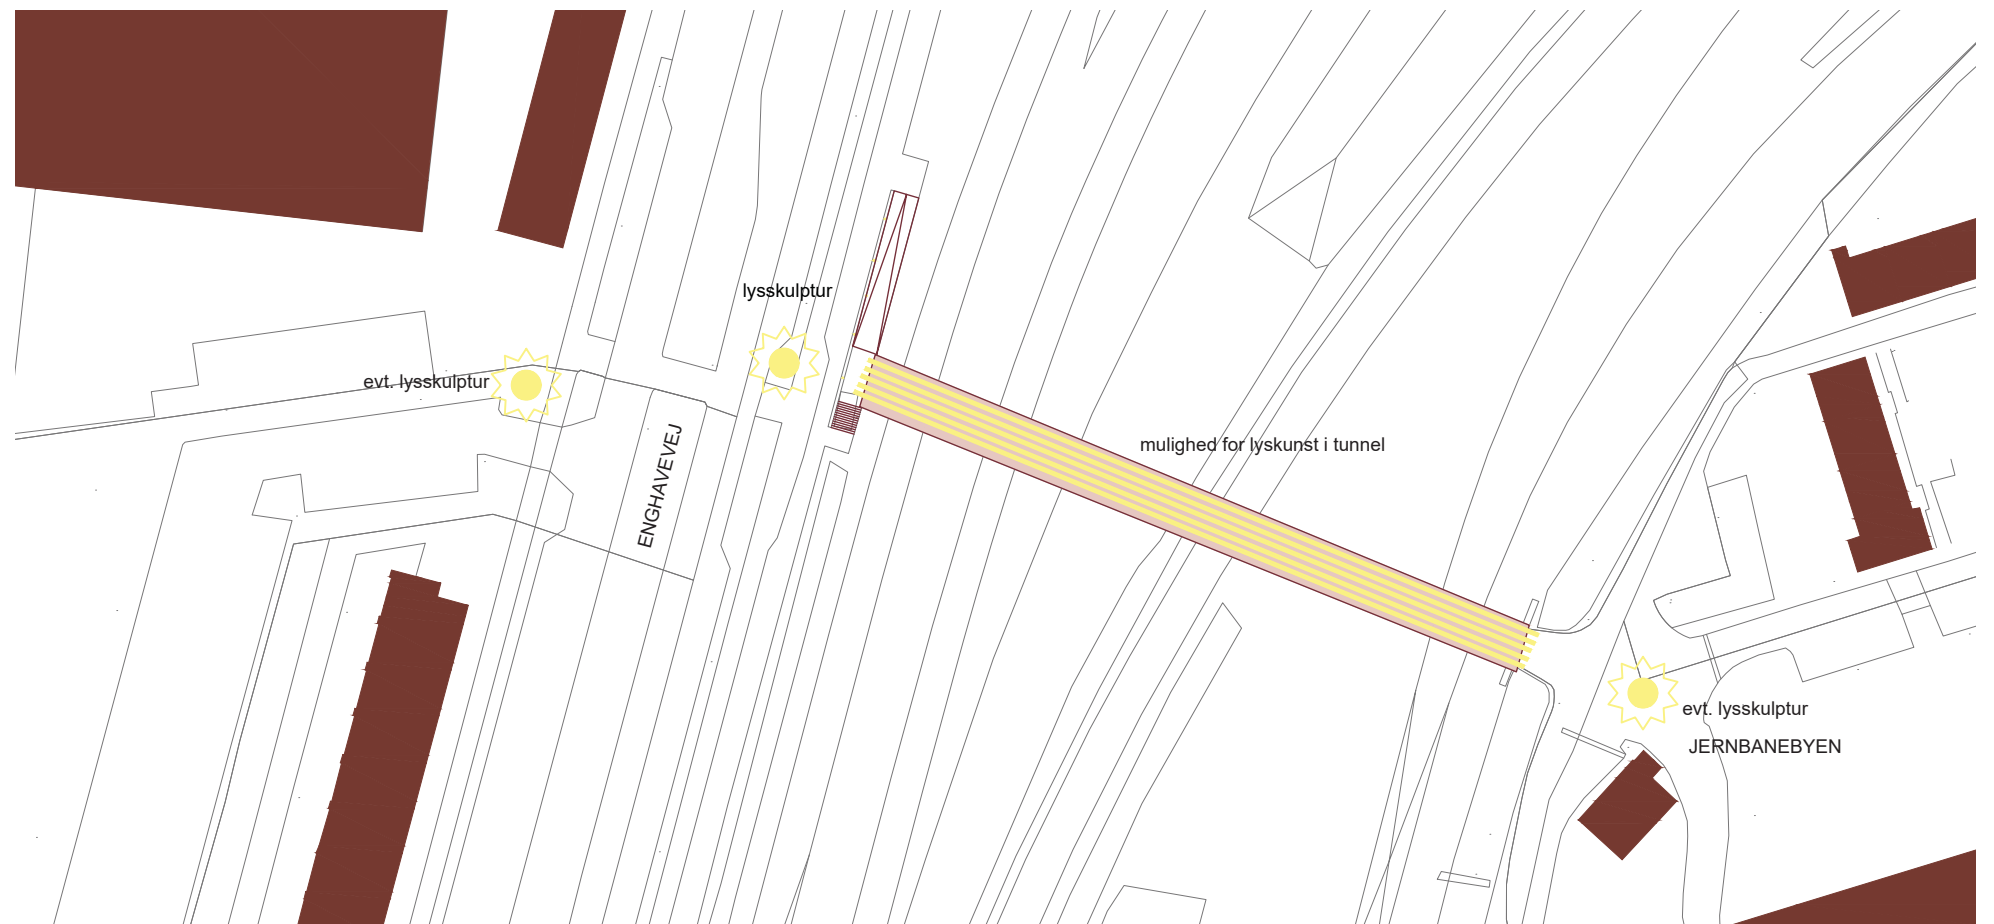 lysskulptur
evt. lysskulptur
mulighed for lyskunst i tunnel
ENGHAVEVEJ
evt. lysskulptur
JERNBANEBYEN